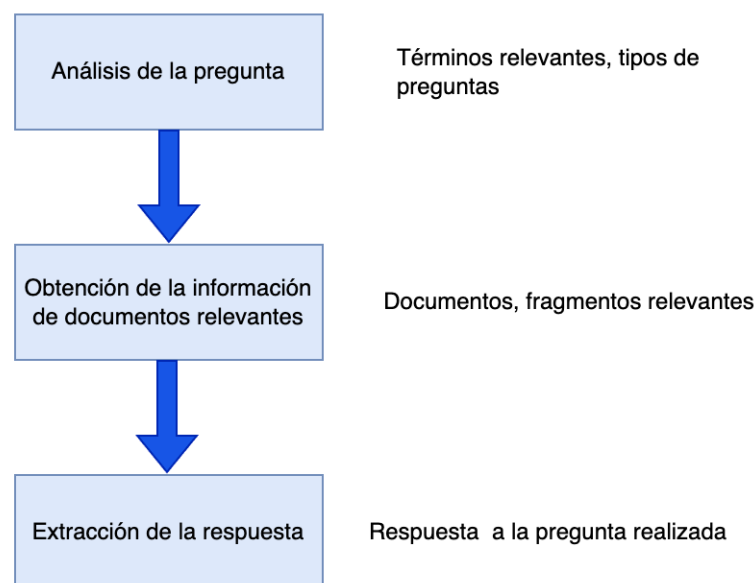 Análisis de la pregunta
Términos relevantes, tipos de
preguntas
Obtención de la información
de documentos relevantes
Documentos, fragmentos relevantes
Extracción de la respuesta
Respuesta a la pregunta realizada